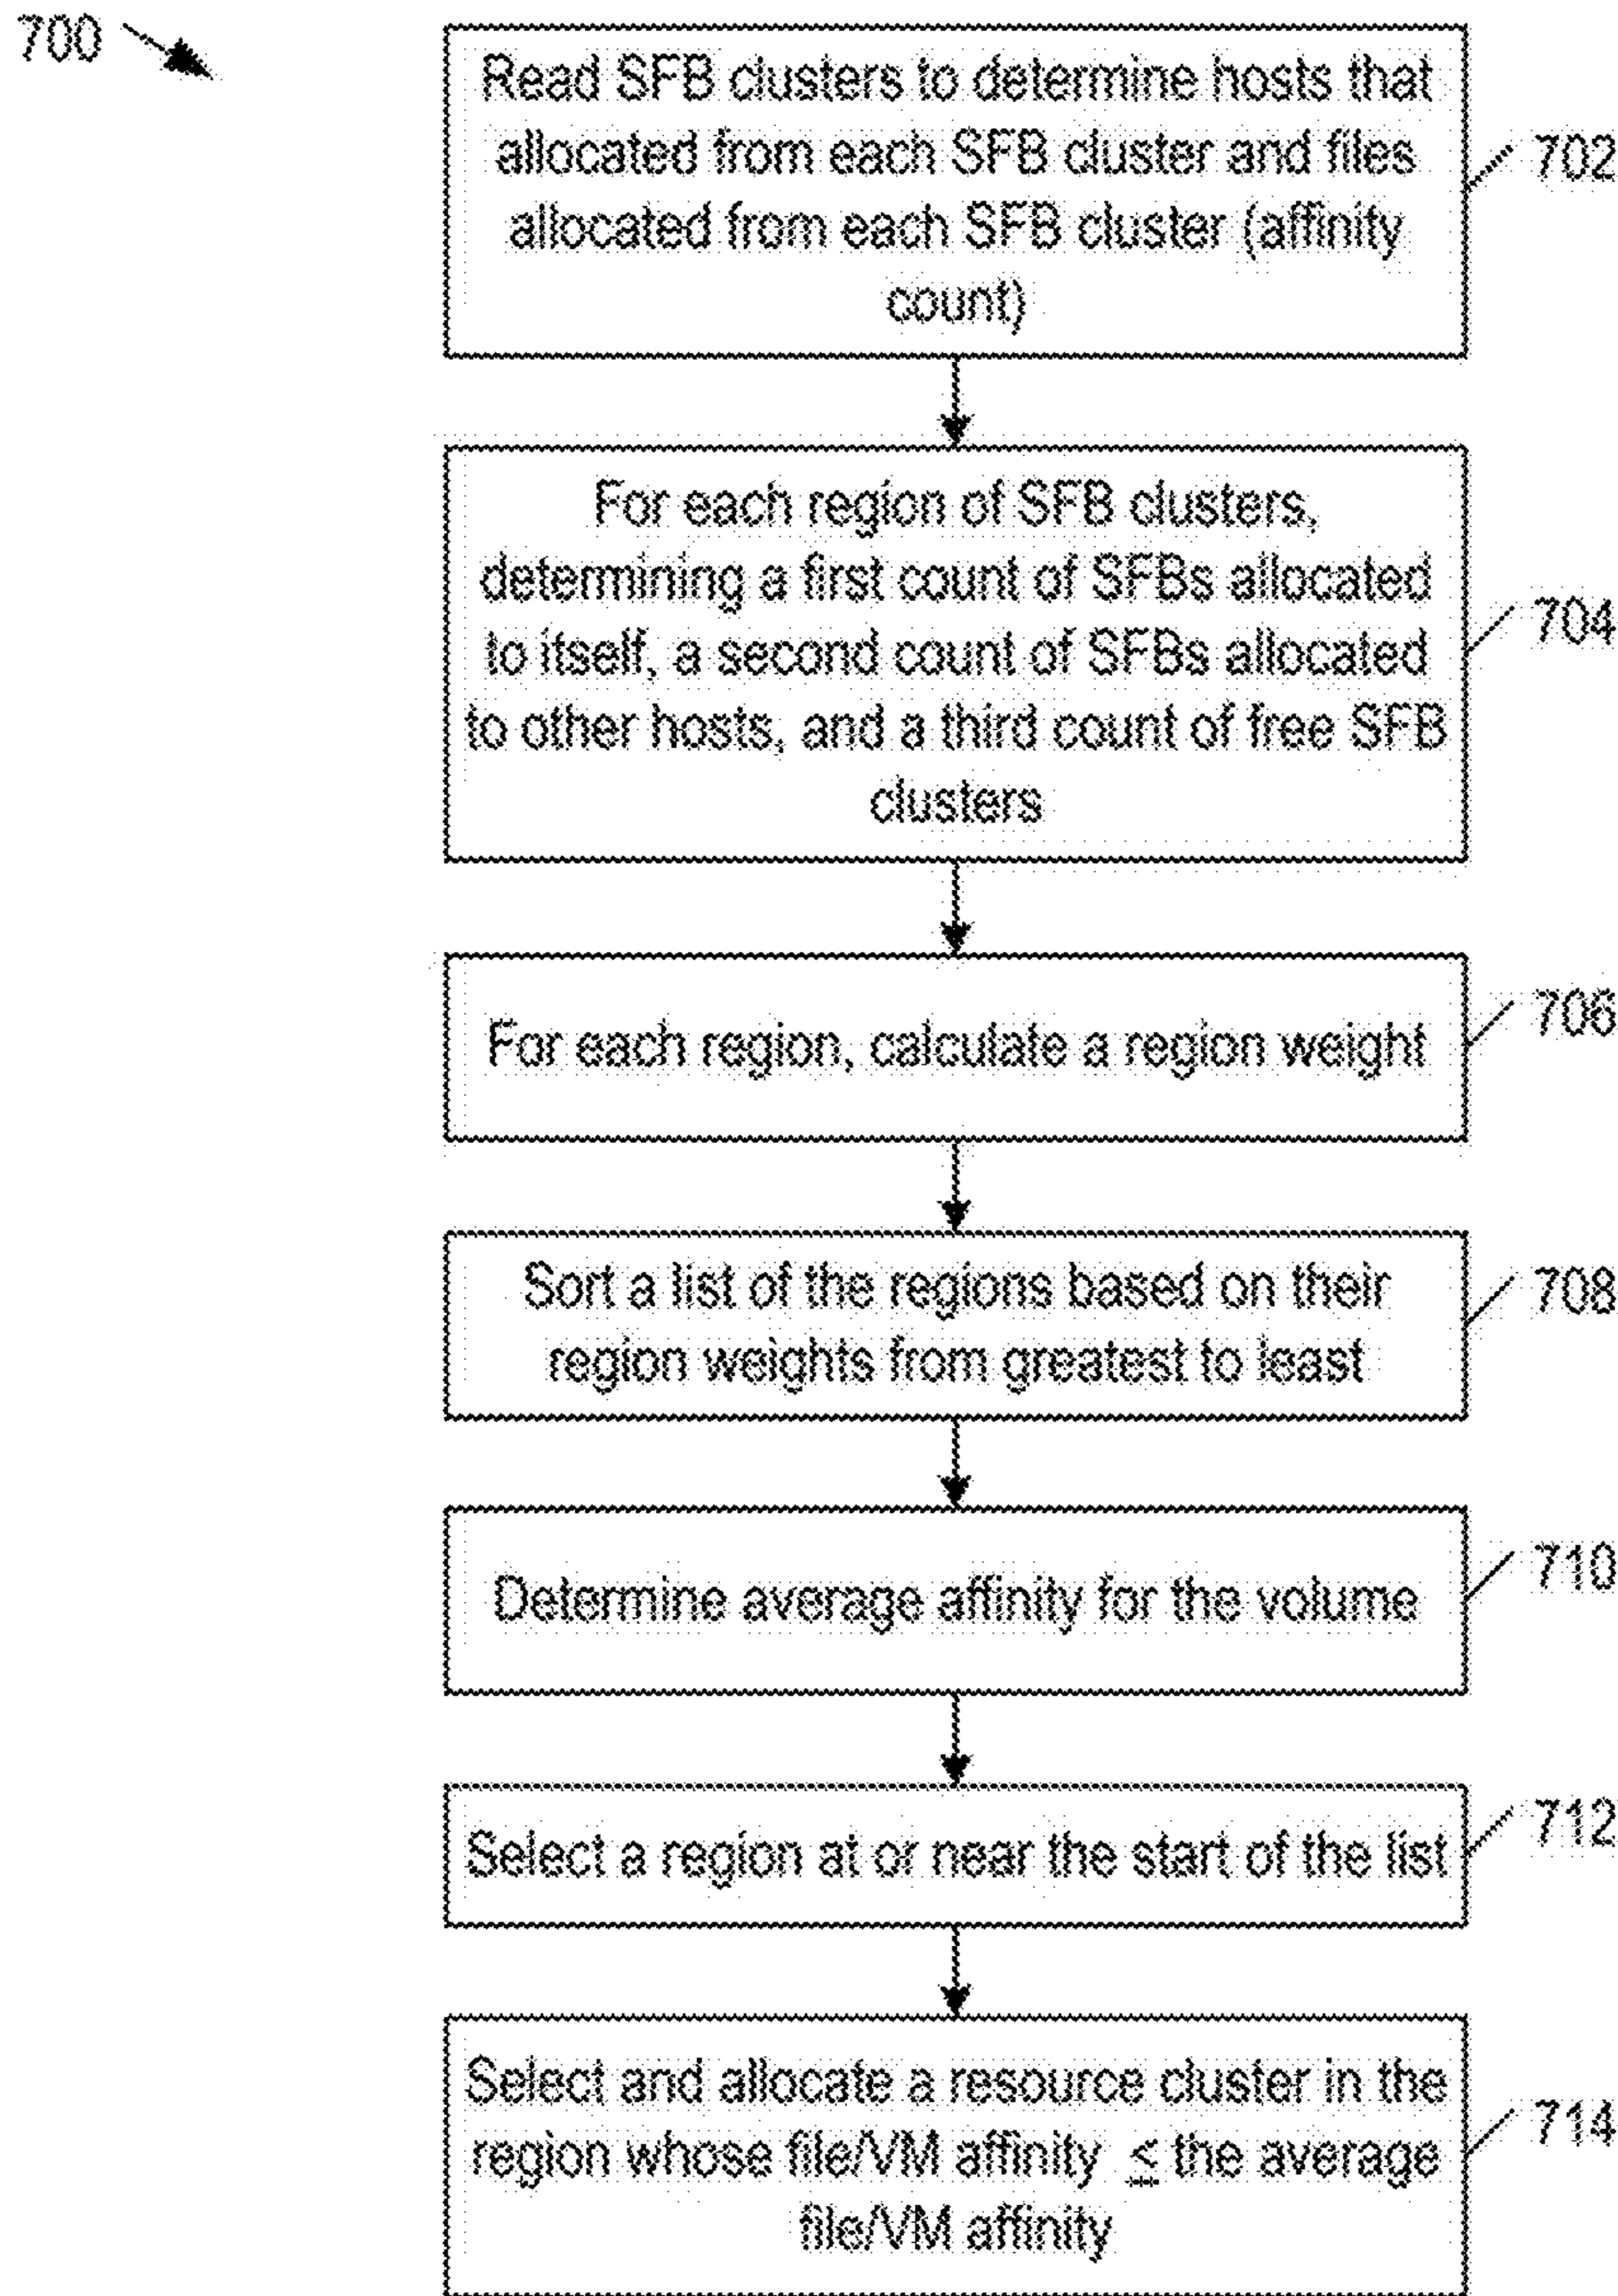 700
Read SFB clusters to determine hosts that
allocated from each SFB cluster and files
allocated from each SFB cluster (affinity
count)
702
For each region of SFB clusters,
determining a first count of SFBs allocated
to itself, a second count of SFBs allocated
to other hosts, and a third count of free SFB
clusters
704
For each region, calculate a region weight
706
Sort a list of the regions based on their
region weights from greatest to least
708
Determine average affinity for the volume
710
Select a region at or near the start of the list
712
Select and allocate a resource cluster in the
region whose file/VM affinity ≤ the average
file/VM affinity
714